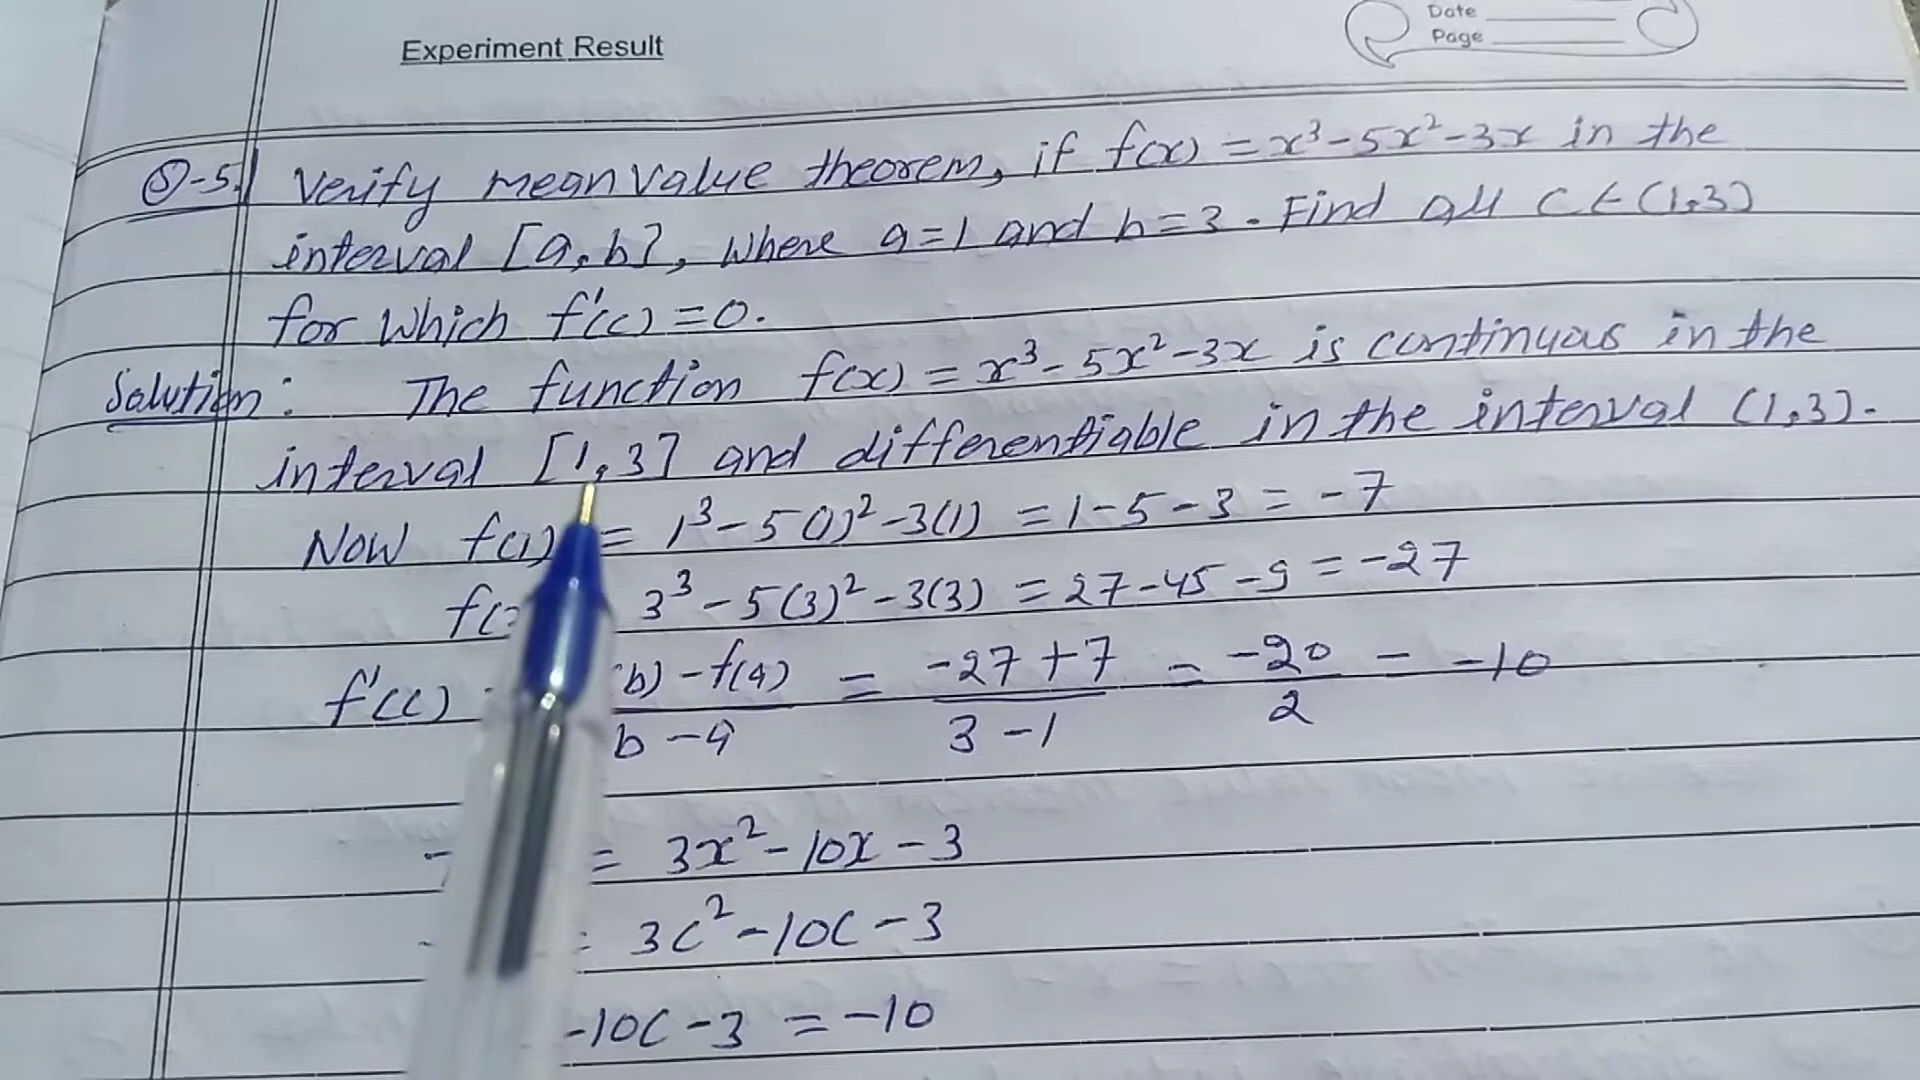 Experiment Result
Date
Page
Q-5. Verify mean value theorem, if f(x) = x³-5x²-3x in the
interval [a, b], where a=1 and b=3. Find all c ∈ (1,3)
for which f'(c) = 0.
Solution: The function f(x) = x³-5x²-3x is continuous in the
interval [1,3] and differentiable in the interval (1,3).
Now f(1) = 1³-5(1)²-3(1) = 1-5-3 = -7
3³-5(3)²-3(3) = 27-45-9 = -27
f'(c) b)-f(a) / b-a = -27+7 / 3-1 = -20 / 2 = -10
= 3x²-10x-3
= 3c²-10c-3
-10c-3 = -10